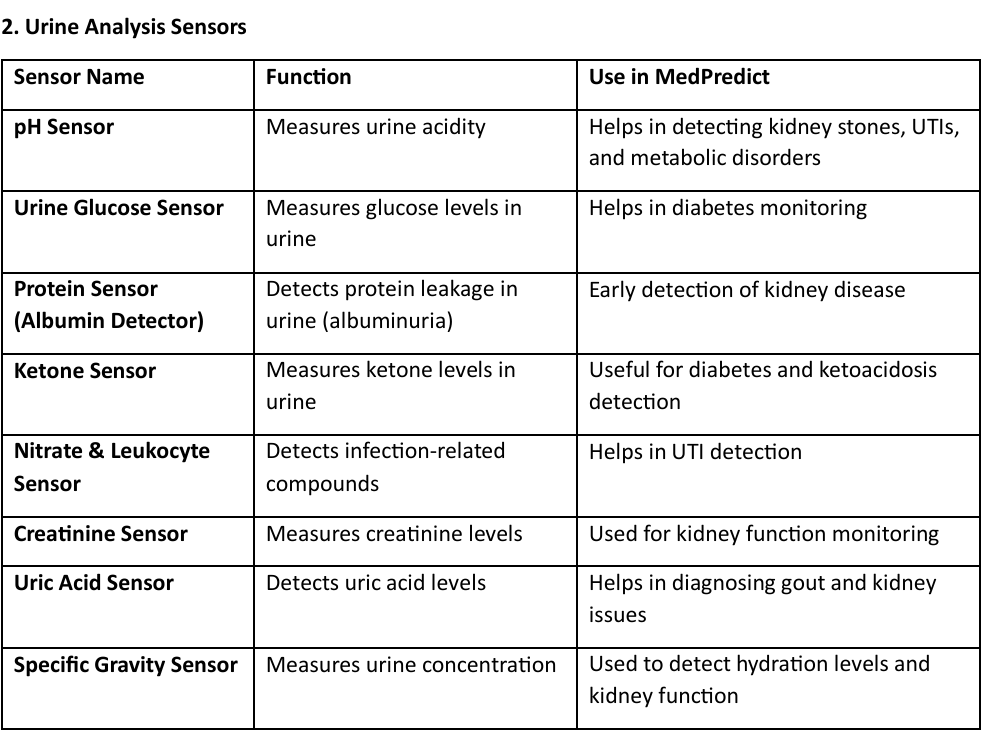 2. Urine Analysis Sensors
Sensor Name Function Use in MedPredict
pH Sensor Measures urine acidity Helps in detecting kidney stones, UTIs,
and metabolic disorders
Urine Glucose Sensor Measures glucose levels in Helps in diabetes monitoring
urine
Protein Sensor Detects protein leakage in Early detection of kidney disease
(Albumin Detector) urine (albuminuria)
Ketone Sensor Measures ketone levels in Useful for diabetes and ketoacidosis
urine detection
Nitrate & Leukocyte Detects infection-related Helps in UTI detection
Sensor compounds
Creatinine Sensor Measures creatinine levels Used for kidney function monitoring
Uric Acid Sensor Detects uric acid levels Helps in diagnosing gout and kidney
issues
Specific Gravity Sensor Measures urine concentration Used to detect hydration levels and
kidney function